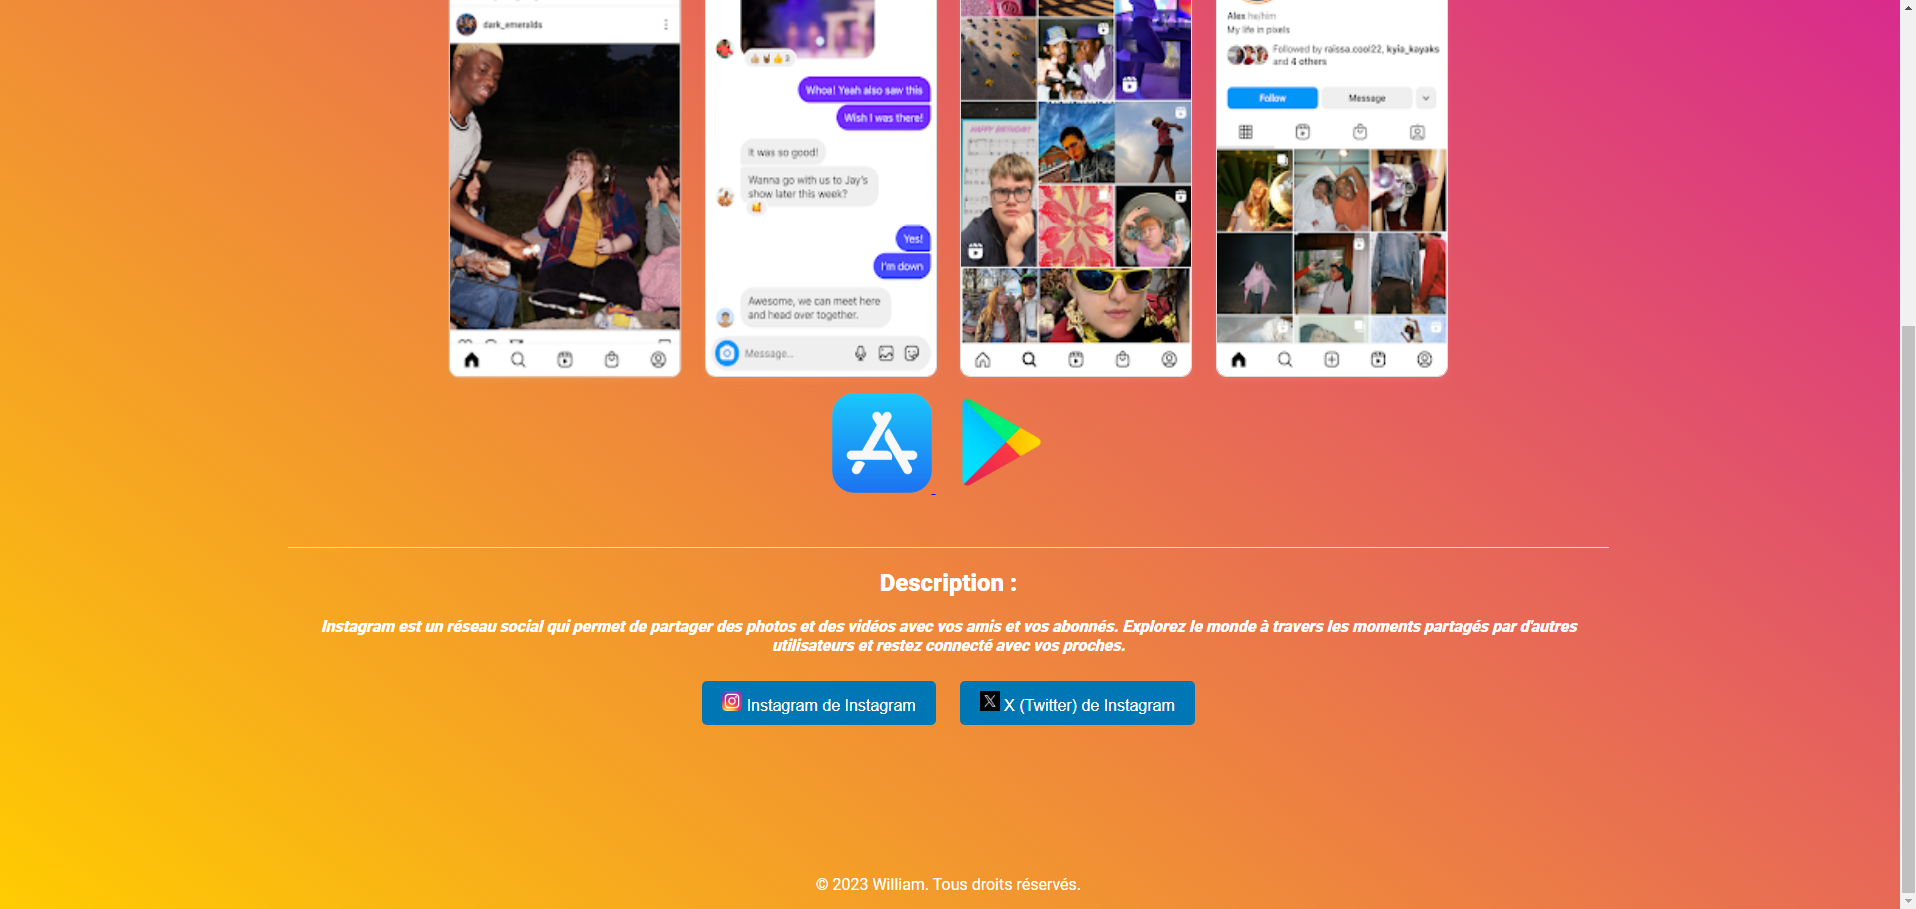 dark_emeralds
3
Whoa! Yeah also saw this
Wish I was there!
It was so good!
Wanna go with us to Jay's
show later this week?
Yes!
I'm down
Awesome, we can meet here
and head over together.
Message...
HAPPY BIRTHDAY!
Alex he/him
My life in pixels
Followed by raissa.cool22, kyia_kayaks
and 4 others
Follow
Message
Description :
Instagram est un réseau social qui permet de partager des photos et des vidéos avec vos amis et vos abonnés. Explorez le monde à travers les moments partagés par d'autres
utilisateurs et restez connecté avec vos proches.
Instagram de Instagram
X (Twitter) de Instagram
© 2023 William. Tous droits réservés.